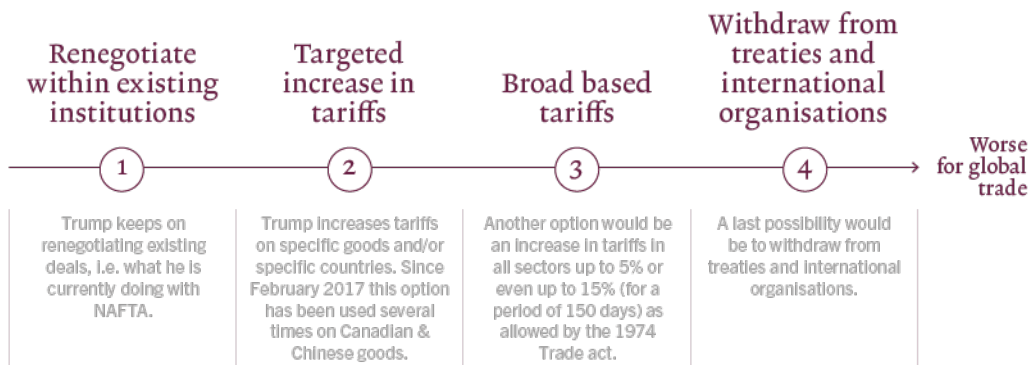 Renegotiate
within existing
institutions
Targeted
increase in
tariffs
Broad based
tariffs
Withdraw from
treaties and
international
organisations
1
2
3
4
Worse
for global
trade
Trump keeps on
renegotiating existing
deals, i.e. what he is
currently doing with
NAFTA.
Trump increases tariffs
on specific goods and/or
specific countries. Since
February 2017 this option
has been used several
times on Canadian &
Chinese goods.
Another option would be
an increase in tariffs in
all sectors up to 5% or
even up to 15% (for a
period of 150 days) as
allowed by the 1974
Trade act.
A last possibility would
be to withdraw from
treaties and international
organisations.